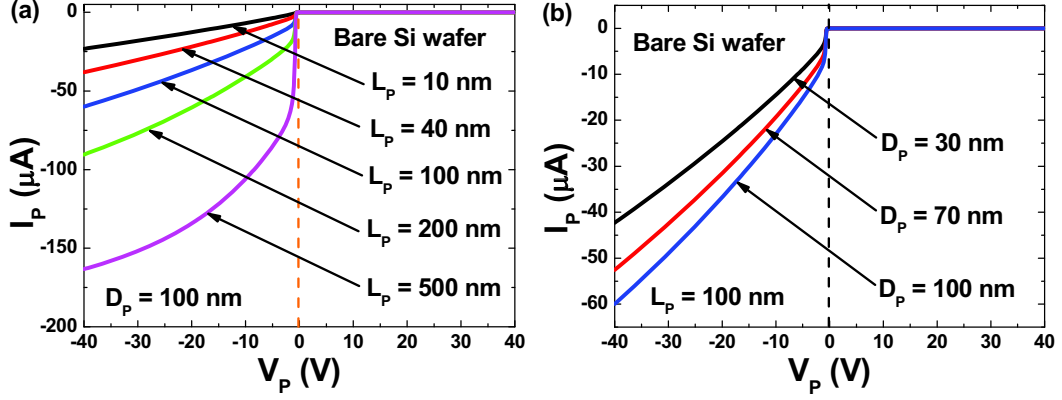 (a)
0
-50
-100
-150
-200
I_P (μA)
Bare Si wafer
L_P = 10 nm
L_P = 40 nm
L_P = 100 nm
L_P = 200 nm
L_P = 500 nm
D_P = 100 nm
-40 -30 -20 -10 0 10 20 30 40
V_P (V)
(b)
0
-10
-20
-30
-40
-50
-60
I_P (μA)
Bare Si wafer
D_P = 30 nm
D_P = 70 nm
D_P = 100 nm
L_P = 100 nm
-40 -30 -20 -10 0 10 20 30 40
V_P (V)